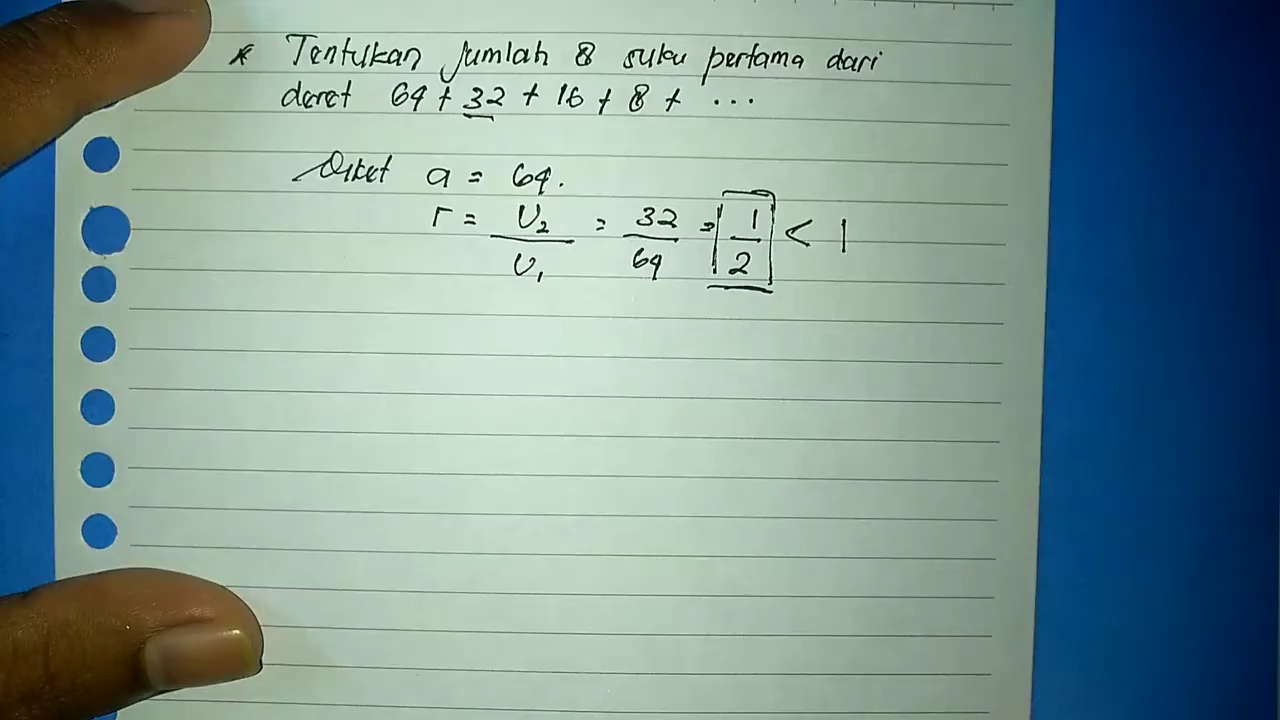 * Tentukan jumlah 8 suku pertama dari
deret 64 + 32 + 16 + 8 + ...
Diket a = 64.
r = U₂/U₁ = 32/64 = 1/2 < 1